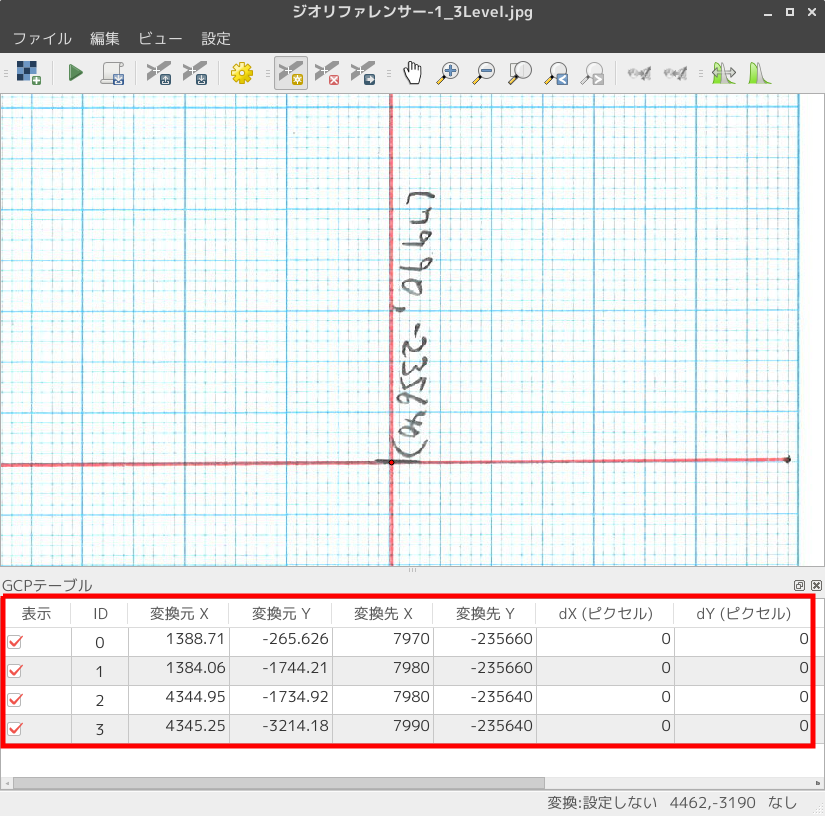 ジオリファレンサー-1_3Level.jpg
ファイル 編集 ビュー 設定
(7990, -235640)
GCPテーブル
表示 ID 変換元 X 変換元 Y 変換先 X 変換先 Y dX (ピクセル) dY (ピクセル)
0 1388.71 -265.626 7970 -235660 0 0
1 1384.06 -1744.21 7980 -235660 0 0
2 4344.95 -1734.92 7980 -235640 0 0
3 4345.25 -3214.18 7990 -235640 0 0
変換:設定しない 4462,-3190 なし